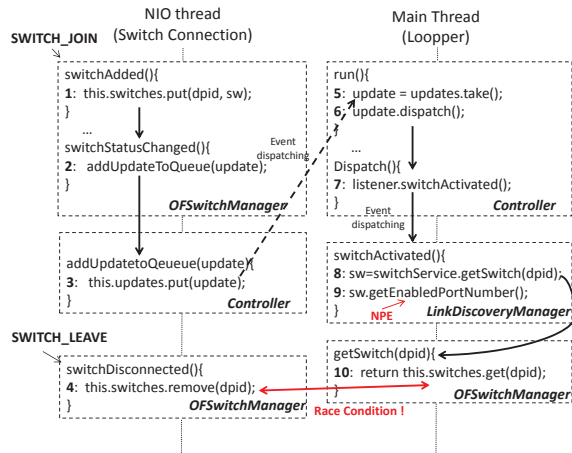 NIO thread
(Switch Connection)
Main Thread
(Loopper)
SWITCH_JOIN
switchAdded(){
1: this.switches.put(dpid, sw);
}
...
switchStatusChanged(){
2: addUpdateToQueue(update);
}
OFSwitchManager
addUpdatetoQeueue(update){
3: this.updates.put(update);
}
Controller
SWITCH_LEAVE
switchDisconnected(){
4: this.switches.remove(dpid);
}
OFSwitchManager
Event
dispatching
run(){
5: update = updates.take();
6: update.dispatch();
}
...
Dispatch(){
7: listener.switchActivated();
}
Controller
Event
dispatching
switchActivated(){
8: sw=switchService.getSwitch(dpid);
9: sw.getEnabledPortNumber();
}
NPE
LinkDiscoveryManager
getSwitch(dpid){
10: return this.switches.get(dpid);
}
OFSwitchManager
Race Condition !